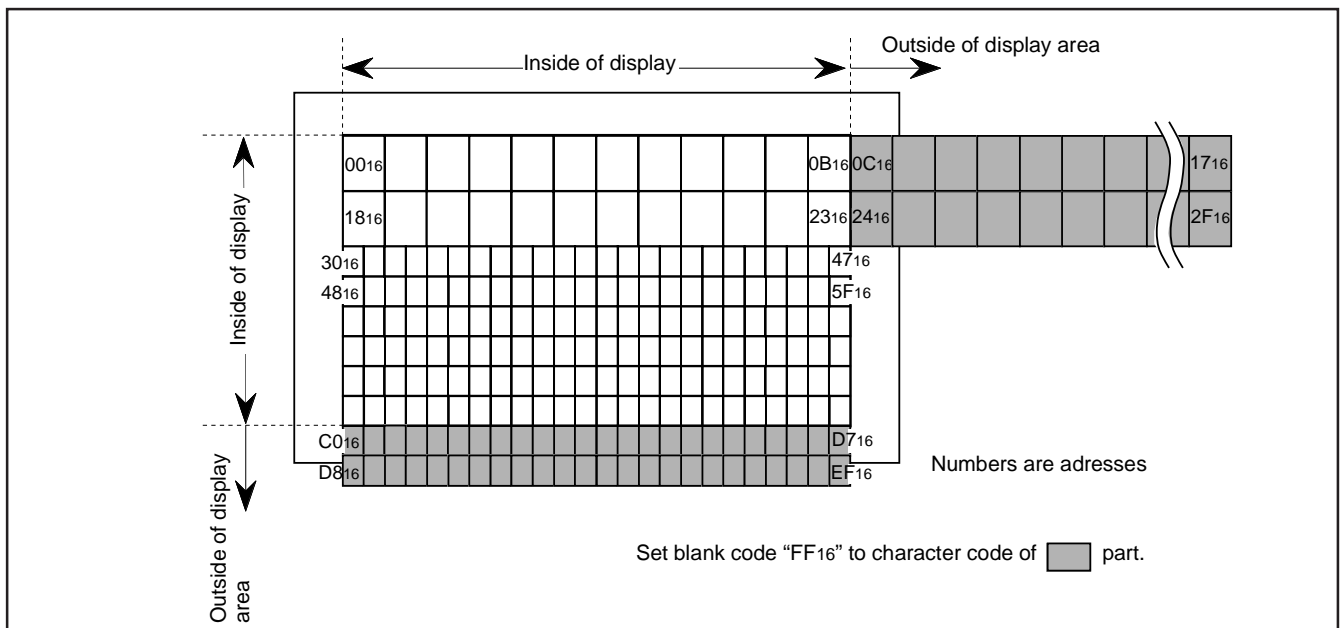 Outside of display area
Inside of display
0016 0B16 0C16 1716
1816 2316 2416 2F16
3016 4716
4816 5F16
Inside of display
C016 D716
D816 EF16
Numbers are adresses
Set blank code “FF16” to character code of part.
Outside of display
area